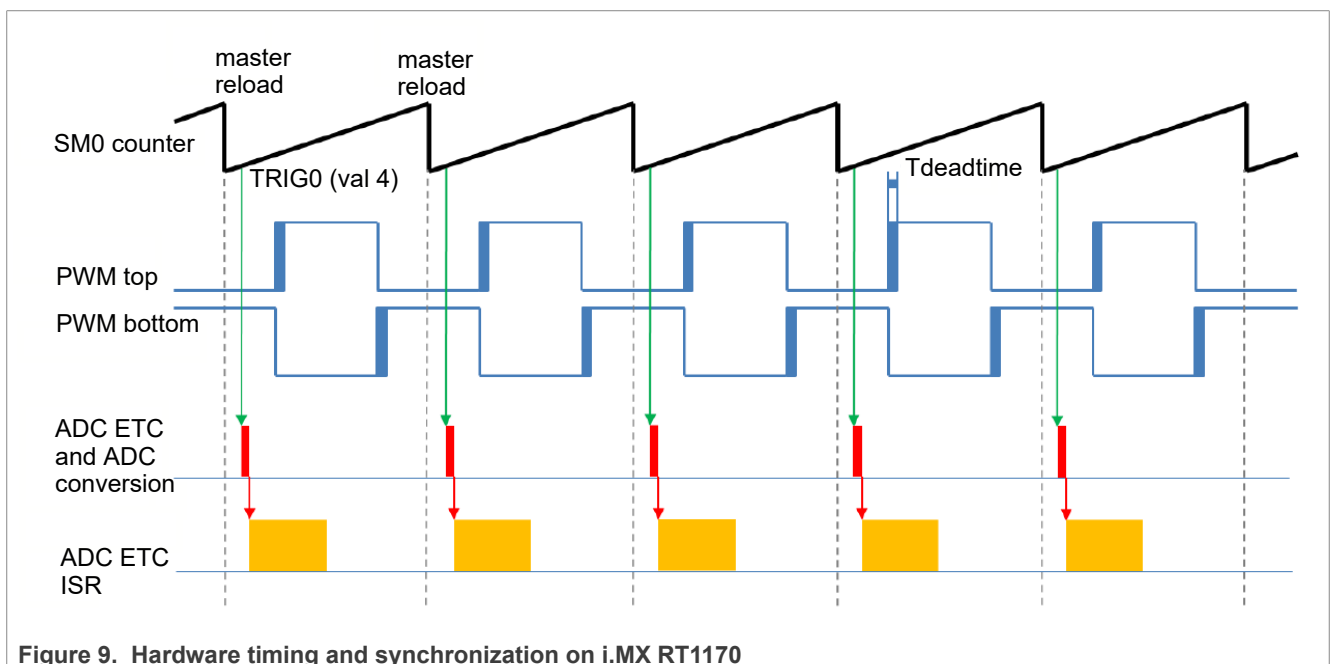 master
reload
master
reload
SM0 counter
TRIG0 (val 4)
Tdeadtime
PWM top
PWM bottom
ADC ETC
and ADC
conversion
ADC ETC
ISR
Figure 9. Hardware timing and synchronization on i.MX RT1170